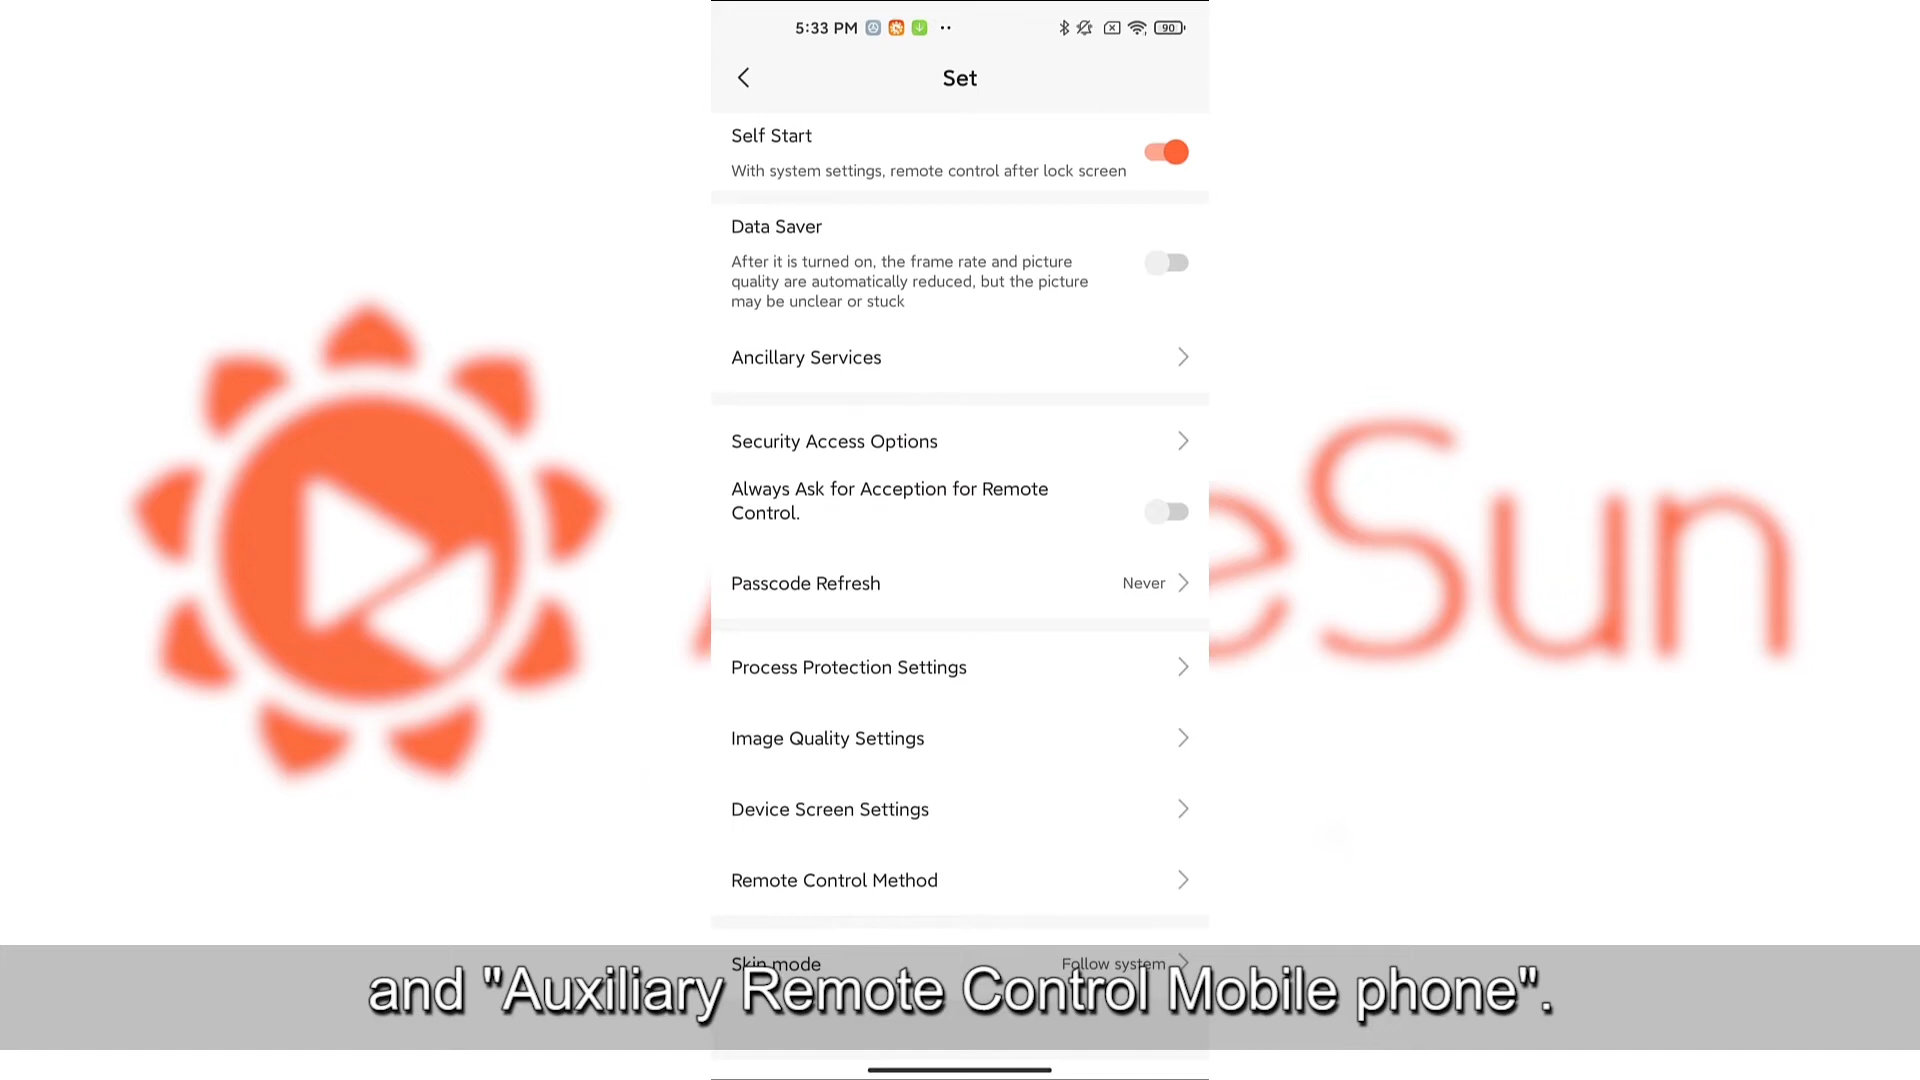 5:33 PM
90
Set
Self Start
With system settings, remote control after lock screen
Data Saver
After it is turned on, the frame rate and picture
quality are automatically reduced, but the picture
may be unclear or stuck
Ancillary Services
Security Access Options
Always Ask for Acception for Remote
Control.
eSun
Passcode Refresh Never
Process Protection Settings
Image Quality Settings
Device Screen Settings
Remote Control Method
Skin mode Follow system
and "Auxiliary Remote Control Mobile phone".